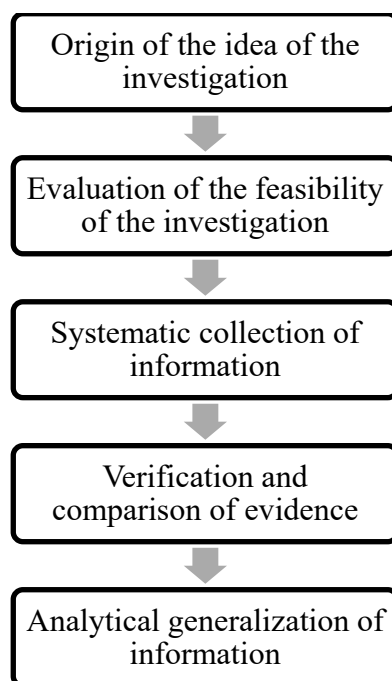 Origin of the idea of the
investigation
Evaluation of the feasibility
of the investigation
Systematic collection of
information
Verification and
comparison of evidence
Analytical generalization of
information